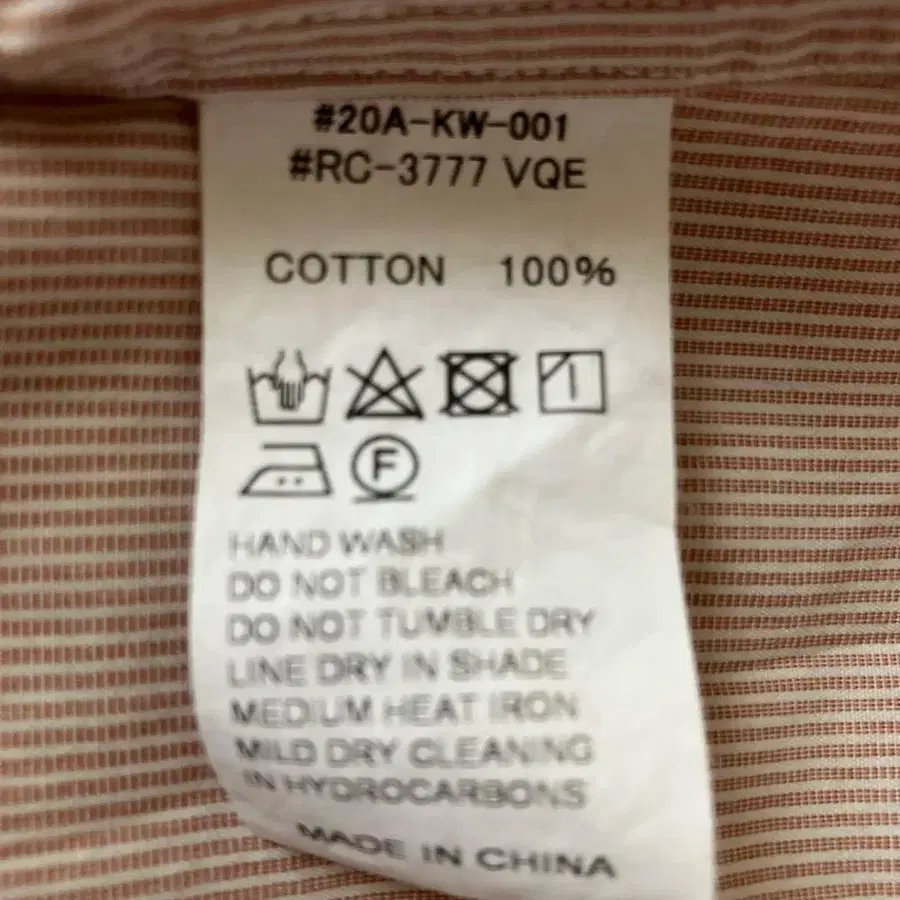 #20A-KW-001
#RC-3777 VQE
COTTON 100%
F
HAND WASH
DO NOT BLEACH
DO NOT TUMBLE DRY
LINE DRY IN SHADE
MEDIUM HEAT IRON
MILD DRY CLEANING
IN HYDROCARBONS
MADE IN CHINA